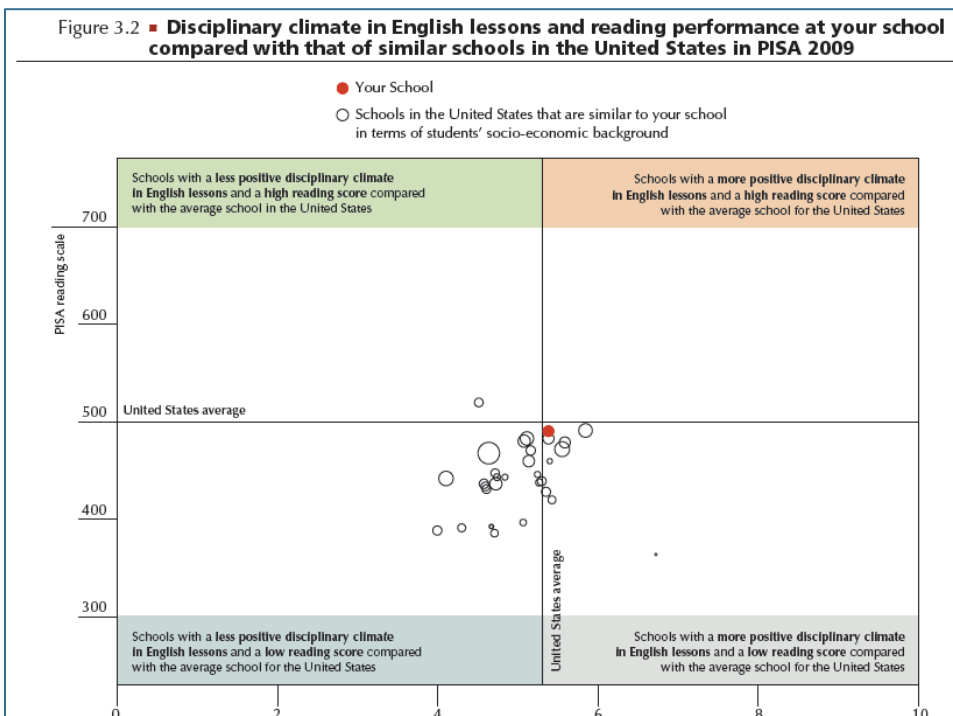 Figure 3.2 ▪ Disciplinary climate in English lessons and reading performance at your school
compared with that of similar schools in the United States in PISA 2009
Your School
Schools in the United States that are similar to your school
in terms of students' socio-economic background
Schools with a less positive disciplinary climate
in English lessons and a high reading score compared
with the average school in the United States
Schools with a more positive disciplinary climate
in English lessons and a high reading score compared
with the average school for the United States
PISA reading scale
700
600
500
400
300
United States average
United States average
Schools with a less positive disciplinary climate
in English lessons and a low reading score compared
with the average school for the United States
Schools with a more positive disciplinary climate
in English lessons and a low reading score compared
with the average school for the United States
0
2
4
6
8
10